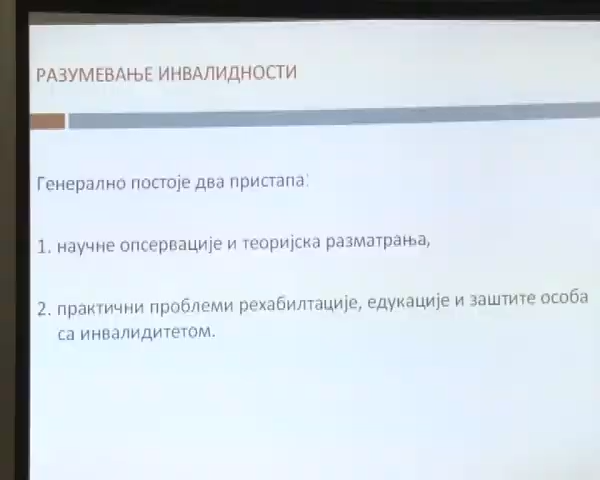 РАЗУМЕВАЊЕ ИНВАЛИДНОСТИ
Генерално постоје два приступа:
1. научне опсервације и теоријска разматрања,
2. практични проблеми рехабилтације, едукације и заштите особа
са инвалидитетом.